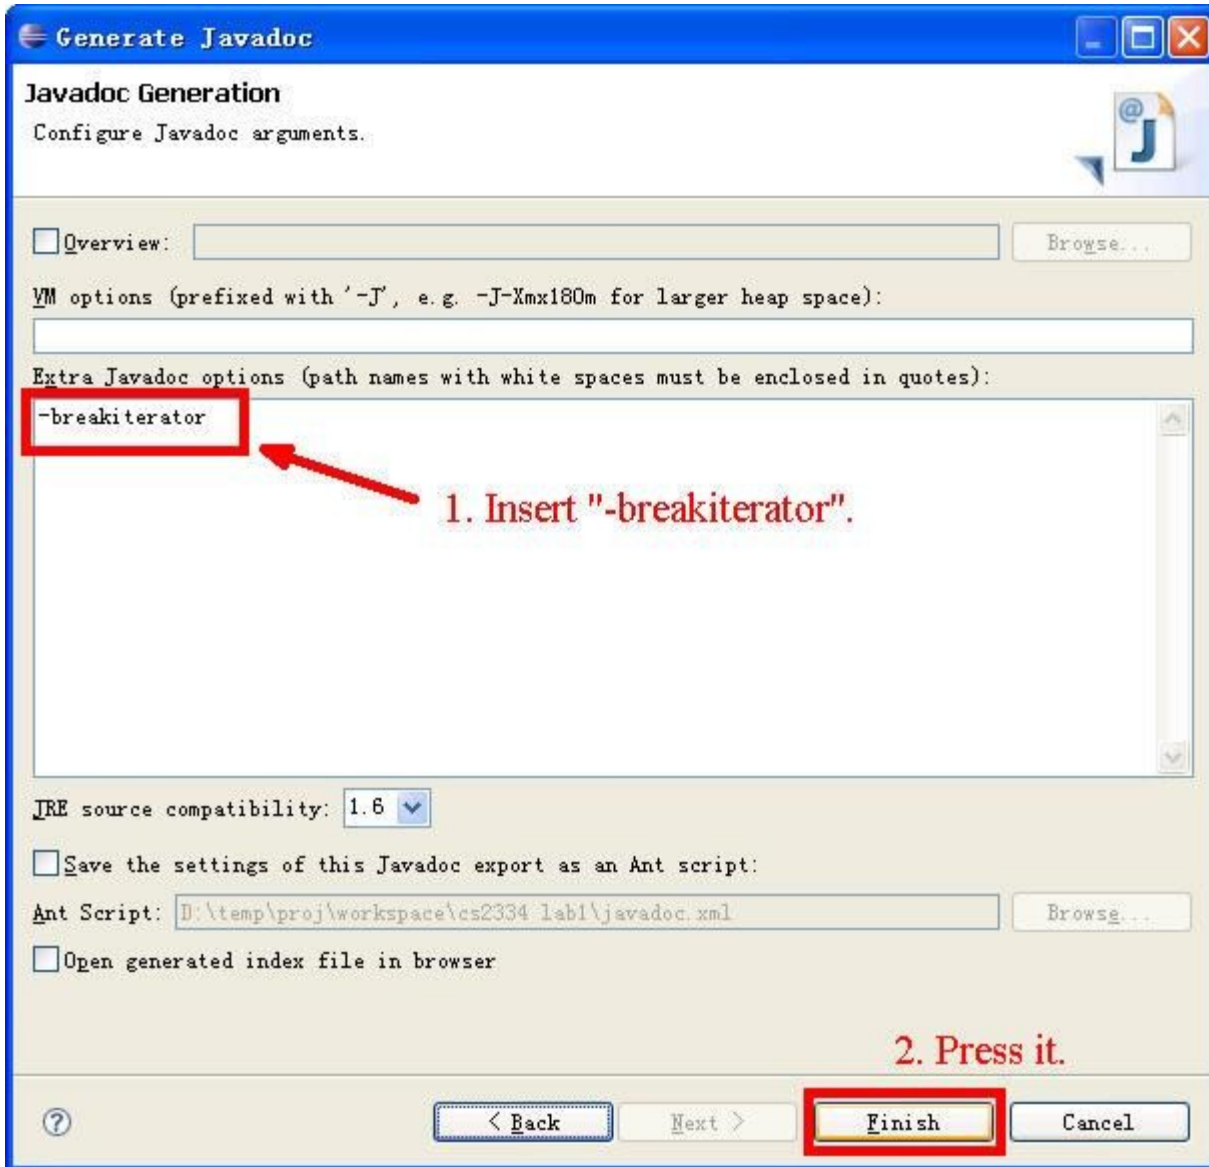 Generate Javadoc
Javadoc Generation
Configure Javadoc arguments.
@
J
Overview:
Browse...
VM options (prefixed with '-J', e.g. -J-Xmx180m for larger heap space):
Extra Javadoc options (path names with white spaces must be enclosed in quotes):
-breakiterator
1. Insert "-breakiterator".
JRE source compatibility: 1.6
Save the settings of this Javadoc export as an Ant script:
Ant Script: D:\temp\proj\workspace\cs2334 lab1\javadoc.xml Browse...
Open generated index file in browser
2. Press it.
? < Back Next > Finish Cancel